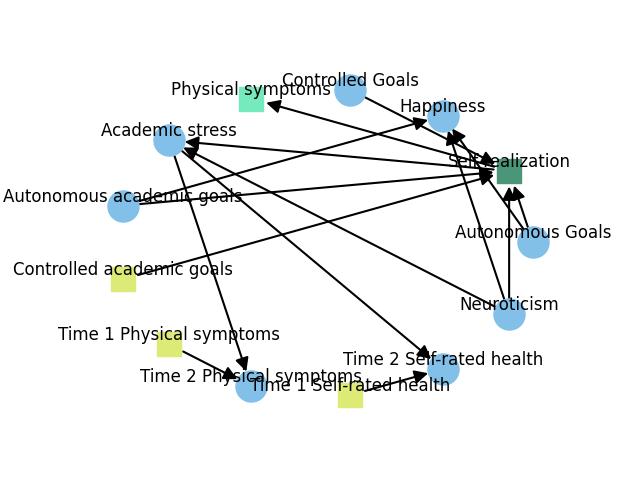 Controlled Goals
Physical symptoms
Happiness
Academic stress
Self-realization
Autonomous academic goals
Autonomous Goals
Controlled academic goals
Neuroticism
Time 1 Physical symptoms
Time 2 Self-rated health
Time 2 Physical symptoms
Time 1 Self-rated health